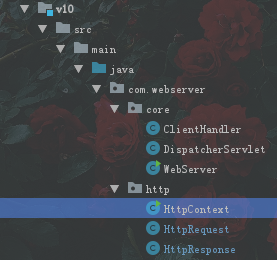 v10
src
main
java
com.webserver
core
ClientHandler
DispatcherServlet
WebServer
http
HttpContext
HttpRequest
HttpResponse